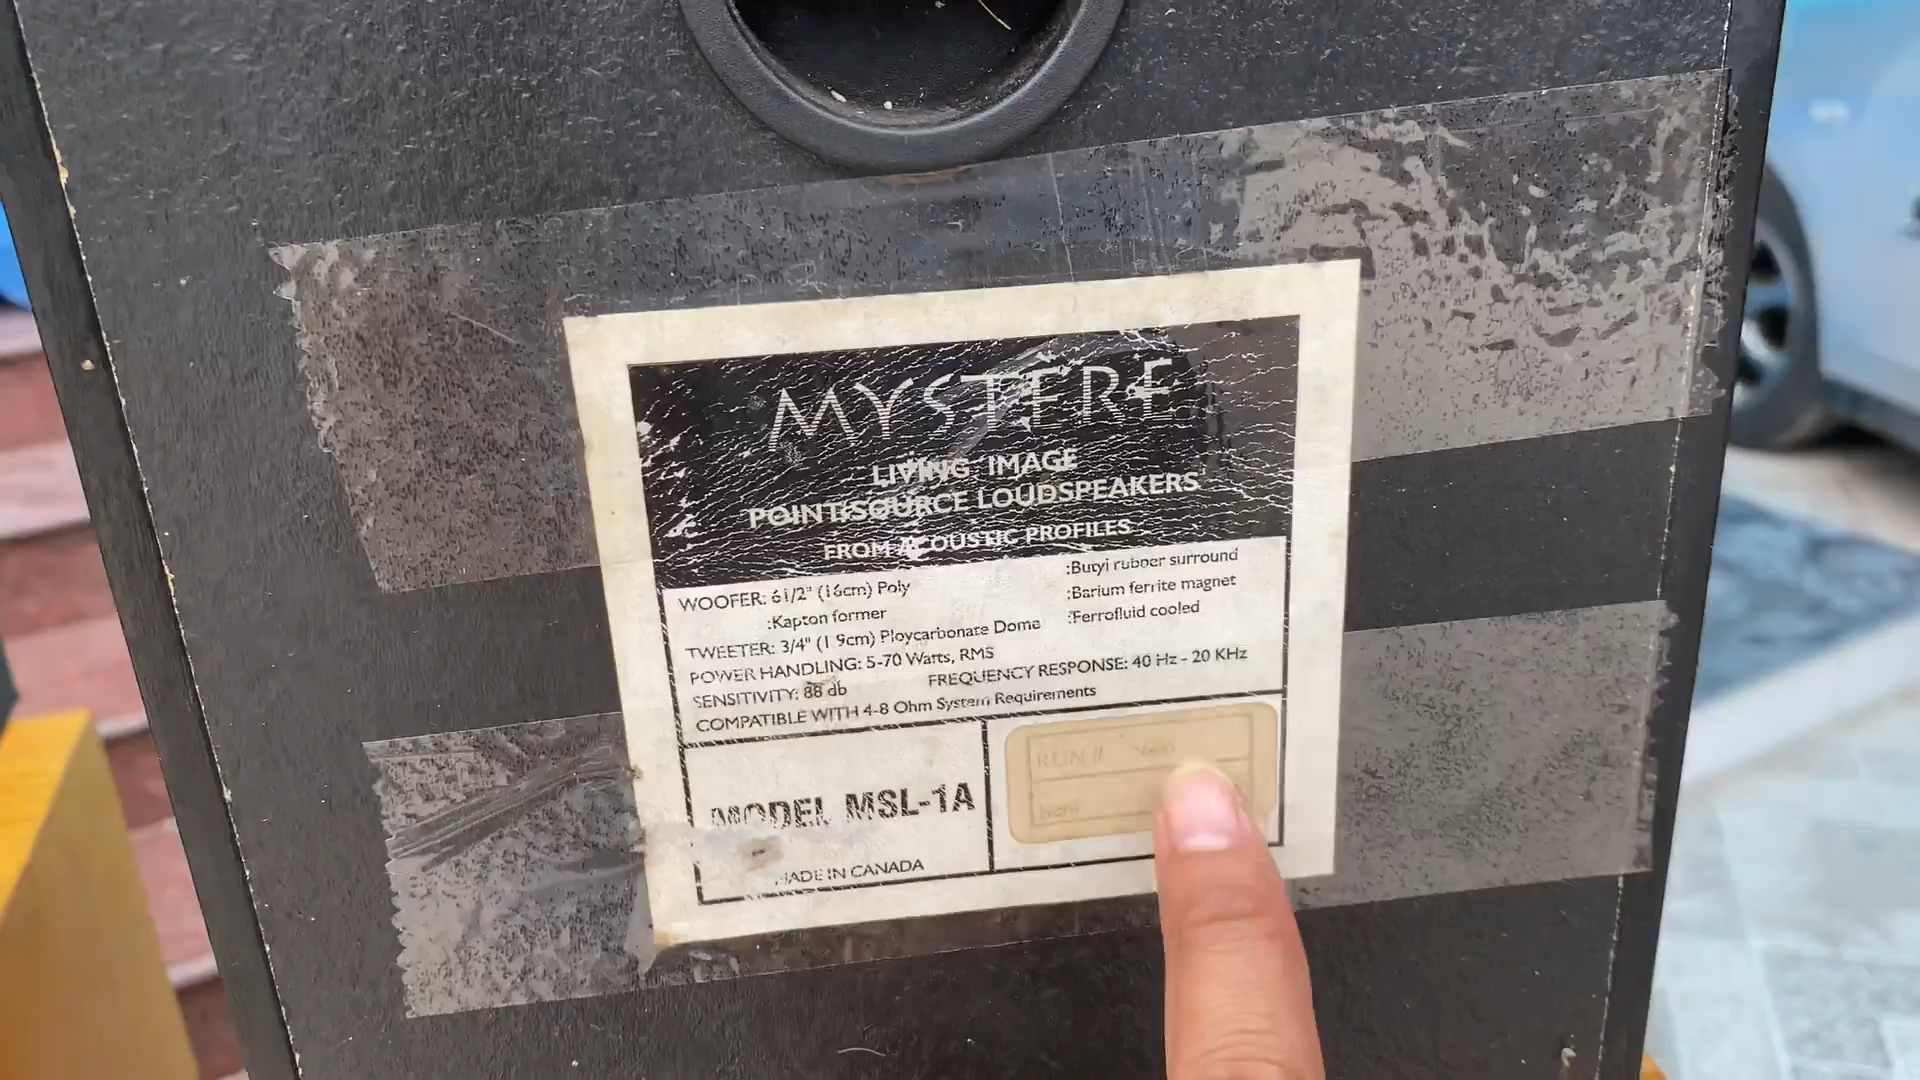 MYSTERE
LIVING IMAGE
POINT SOURCE LOUDSPEAKERS
FROM ACOUSTIC PROFILES
WOOFER: 6 1/2" (16cm) Poly :Butyl rubber surround
:Kapton former :Barium ferrite magnet
TWEETER: 3/4" (1 9cm) Ploycarbonate Dome :Ferrofluid cooled
POWER HANDLING: 5-70 Watts, RMS
SENSITIVITY: 88 db FREQUENCY RESPONSE: 40 Hz - 20 KHz
COMPATIBLE WITH 4-8 Ohm System Requirements
MODEL MSL-1A
MADE IN CANADA
RUN #